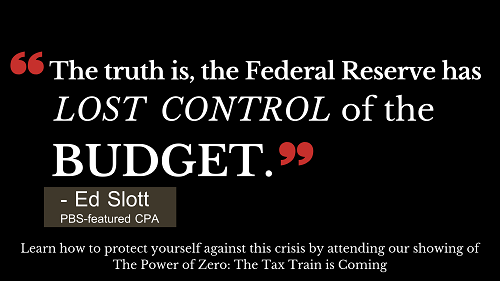 “The truth is, the Federal Reserve has
LOST CONTROL of the
BUDGET.”
- Ed Slott
PBS-featured CPA
Learn how to protect yourself against this crisis by attending our showing of
The Power of Zero: The Tax Train is Coming